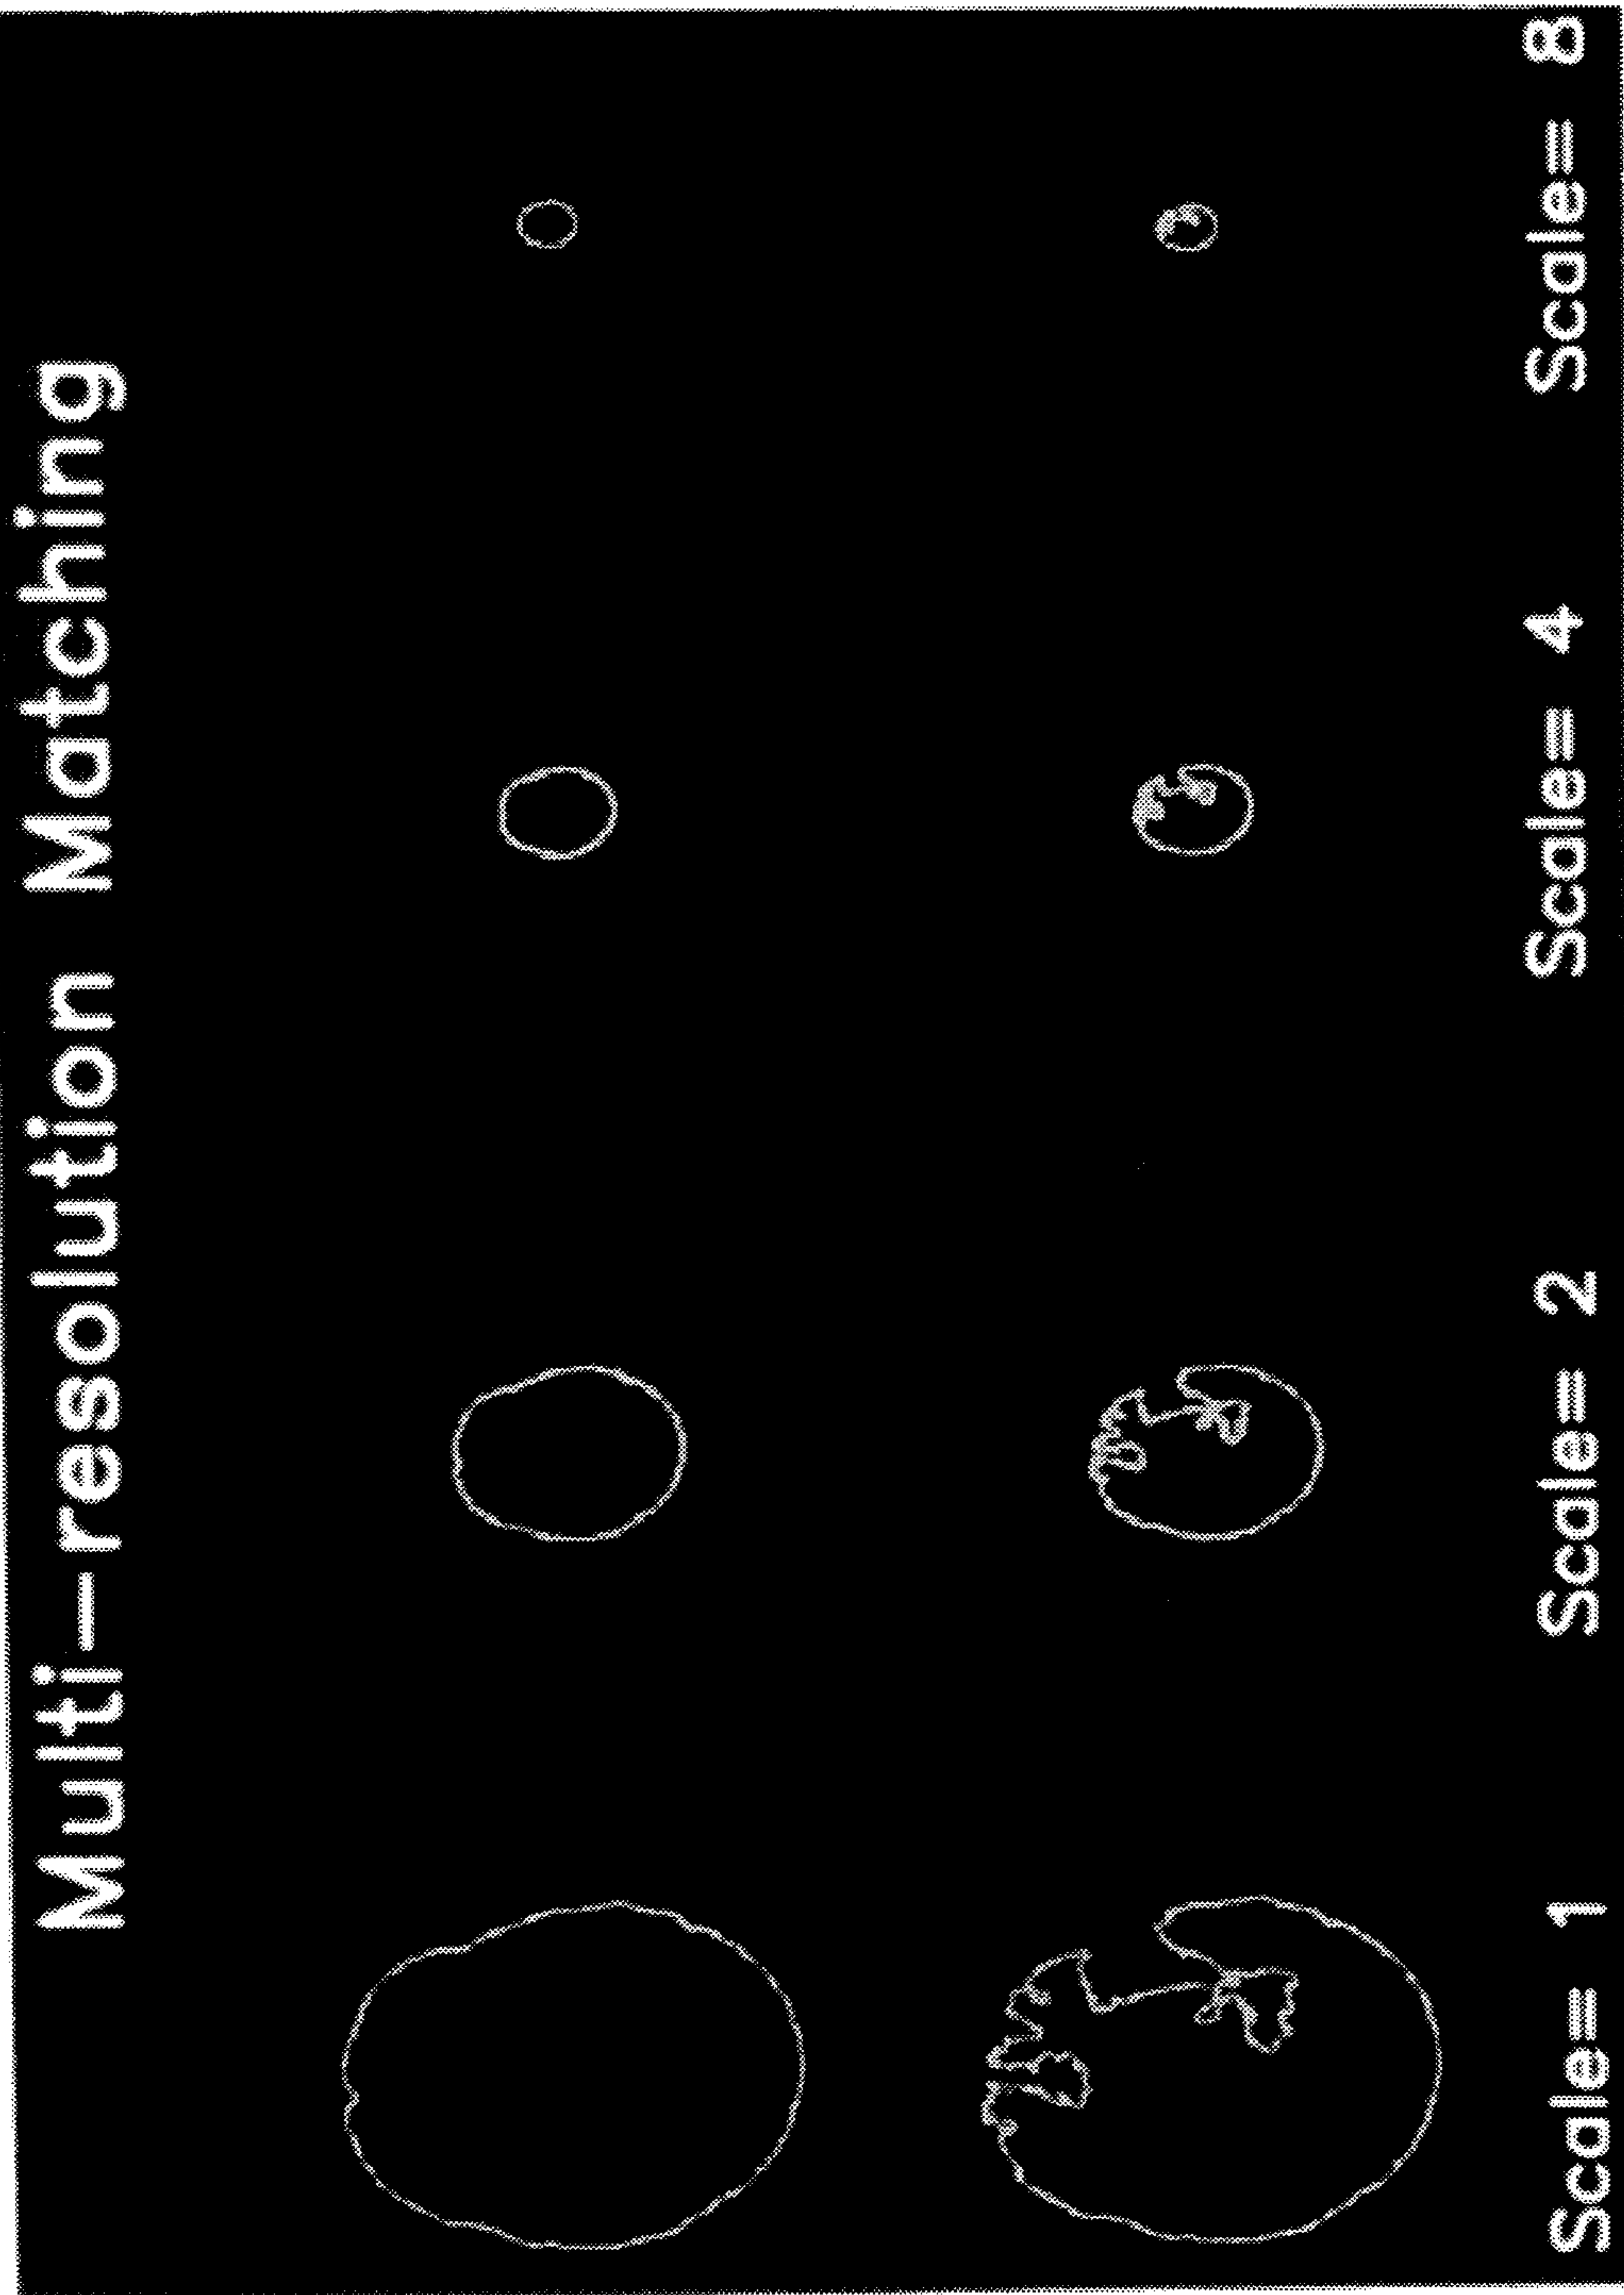 Multi-resolution Matching
Scale= 1
Scale= 2
Scale= 4
Scale= 8